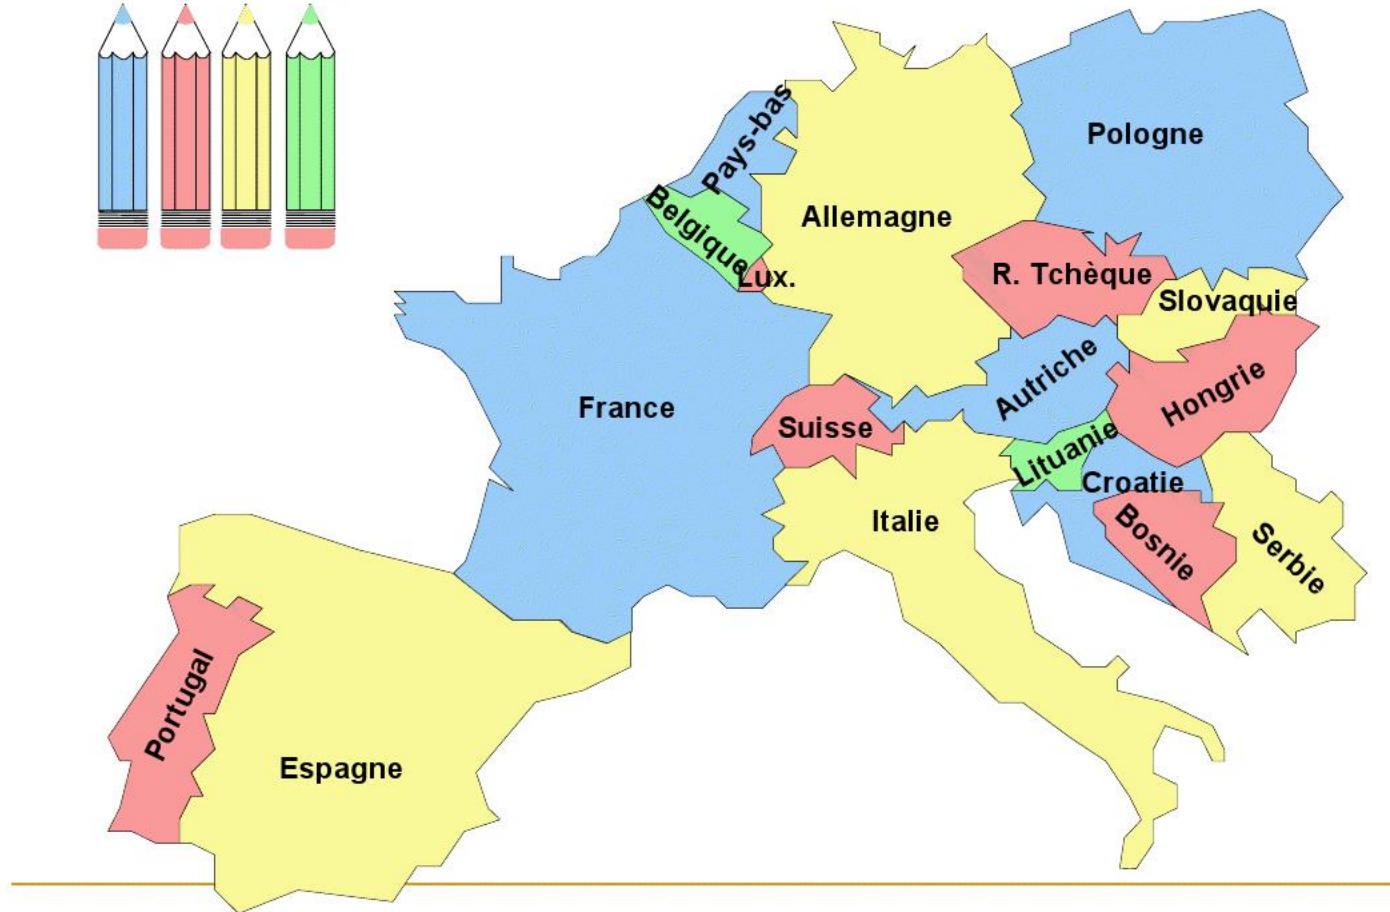 Pays-bas
Pologne
Belgique
Allemagne
Lux.
R. Tchèque
Slovaquie
France
Suisse
Autriche
Hongrie
Lituanie
Croatie
Italie
Bosnie
Serbie
Portugal
Espagne